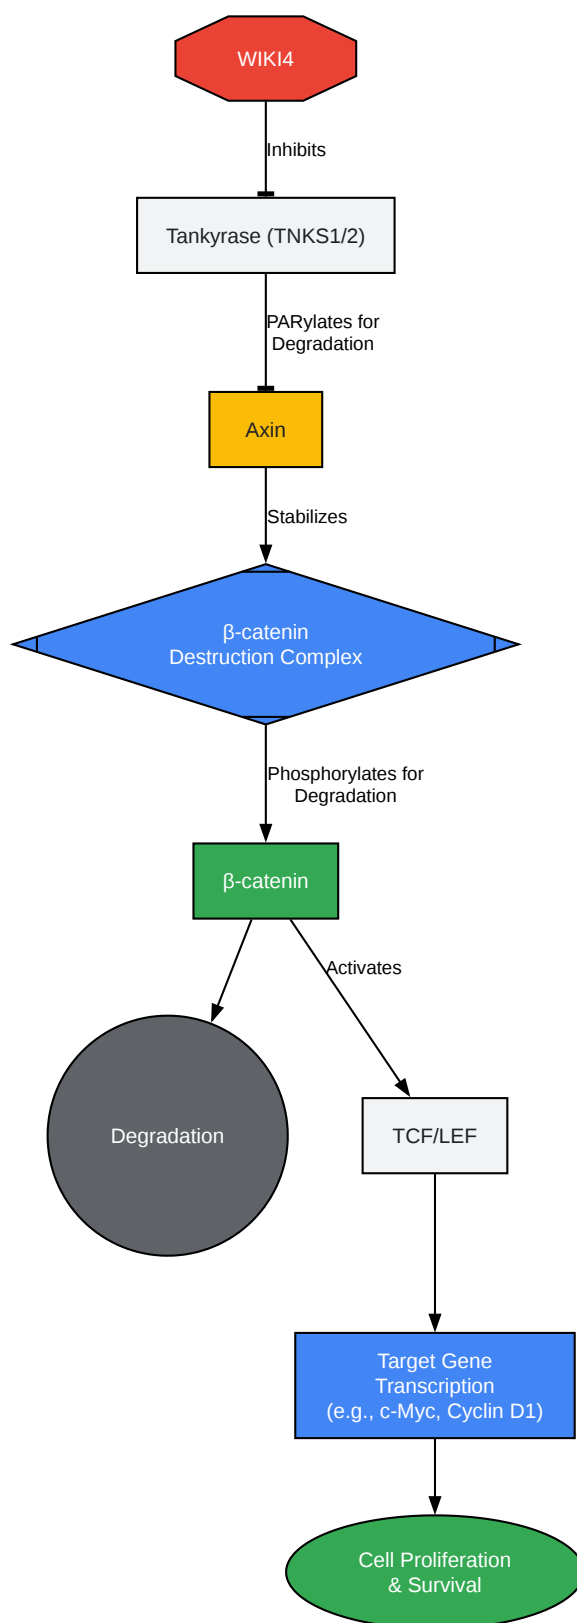 WIKI4
Inhibits
Tankyrase (TNKS1/2)
PARylates for
Degradation
Axin
Stabilizes
β-catenin
Destruction Complex
Phosphorylates for
Degradation
β-catenin
Activates
Degradation
TCF/LEF
Target Gene
Transcription
(e.g., c-Myc, Cyclin D1)
Cell Proliferation
& Survival